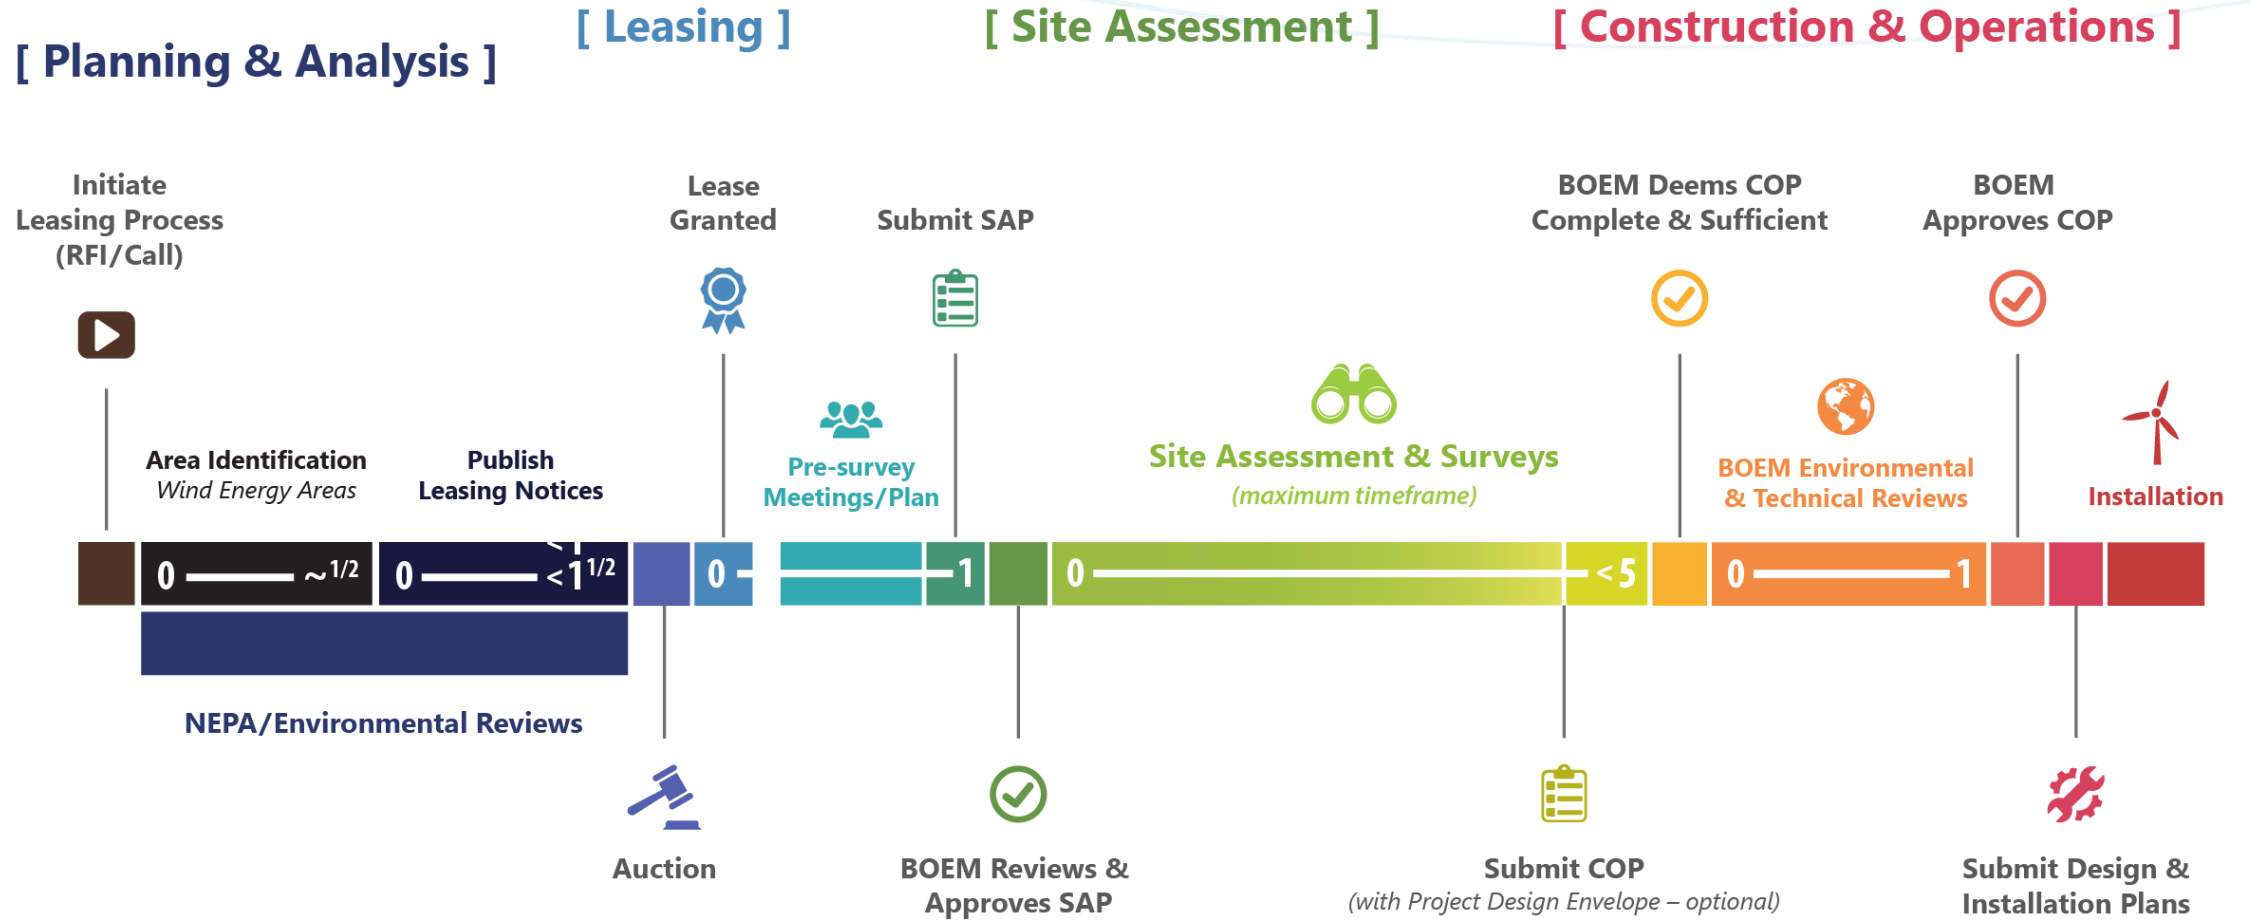 [ Planning & Analysis ]
[ Leasing ]
[ Site Assessment ]
[ Construction & Operations ]
Initiate
Leasing Process
(RFI/Call)
Lease
Granted
Submit SAP
BOEM Deems COP
Complete & Sufficient
BOEM
Approves COP
Area Identification
Wind Energy Areas
Publish
Leasing Notices
Pre-survey
Meetings/Plan
Site Assessment & Surveys
(maximum timeframe)
BOEM Environmental
& Technical Reviews
Installation
0 ~1/2
0 <1 1/2
0 1
0 <5
0 1
NEPA/Environmental Reviews
Auction
BOEM Reviews &
Approves SAP
Submit COP
(with Project Design Envelope – optional)
Submit Design &
Installation Plans